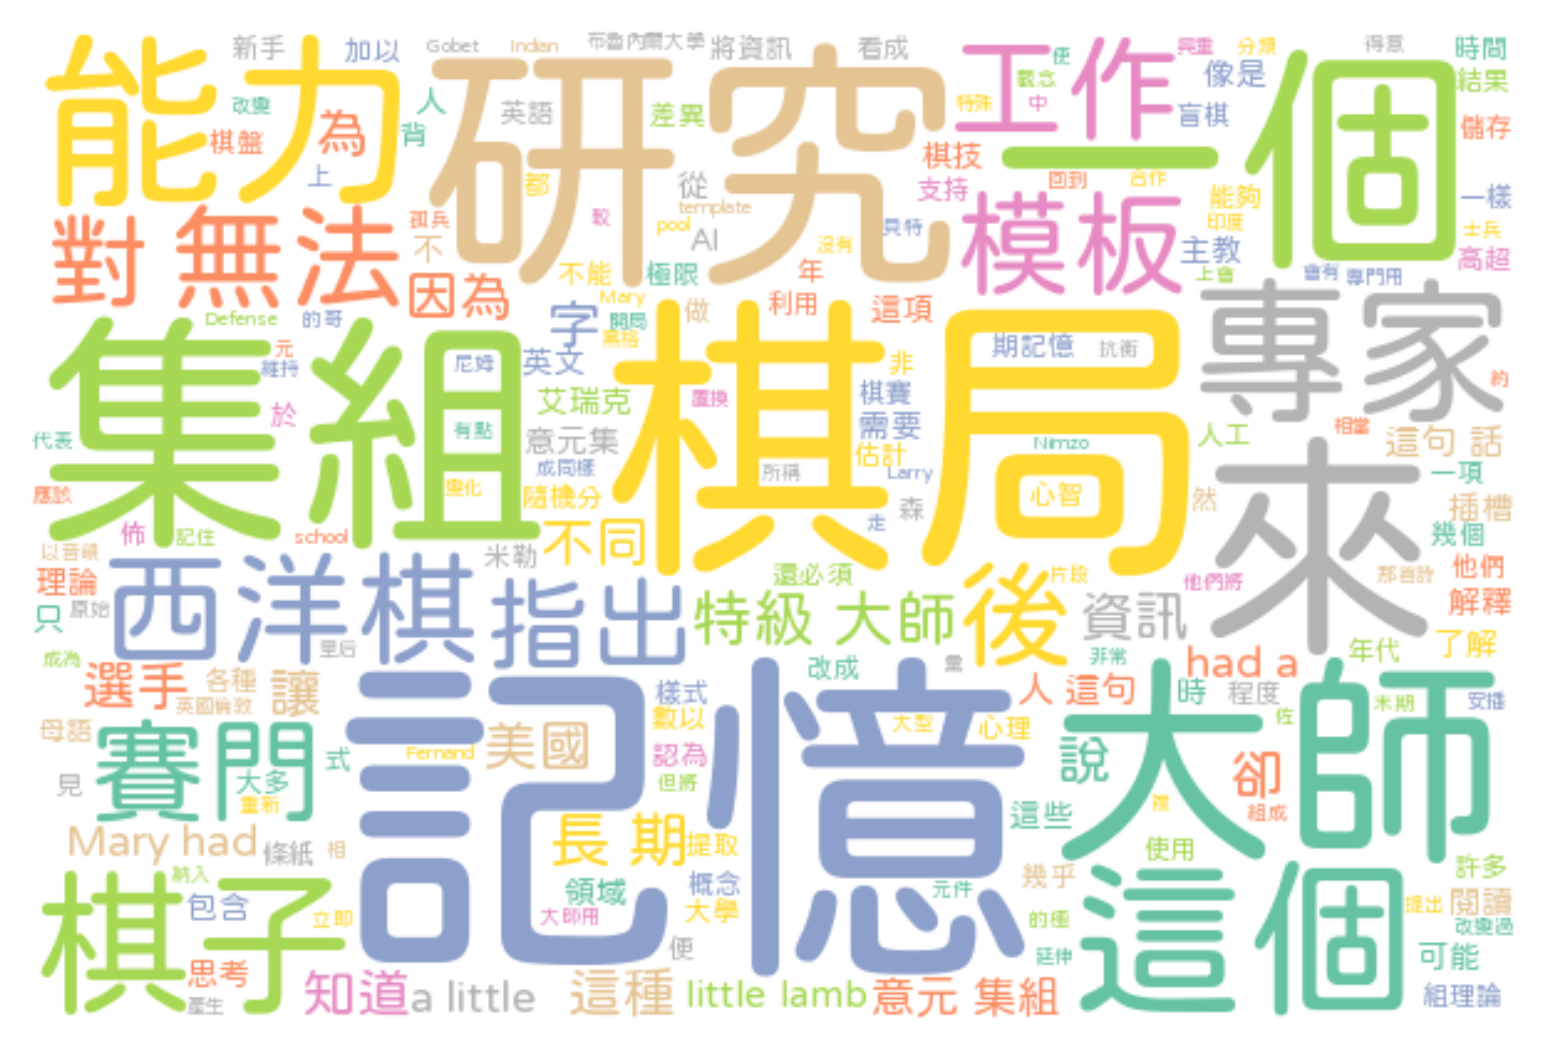 新手 加以 Gobet Indian 布魯內爾大學 將資訊 看成 工作 便 興重 分類 得意 時間
能力 研究 一個 像是 結果
改變 人 英語 差異 特殊 觀念 中 盲棋 儲存
棋盤 為 背 棋技
上 都 從 支持 回到 合作 能夠 一樣
對 無法 孤兵 較 template 模板 印度 士兵
不 pool AI 沒有 貝特 主教 高超
因為 不能 極限 年 上會 會有 專門用
Defense 的哥 字 Mary 開局 做 利用 這項 專家
集組 棋局 元 黑格 期記憶 抗衡
維持 尼姆 英文 非 約
於 艾瑞克 置換 棋賽
代表 有點 意元集 需要 Nimzo 人工 相當 這句 話
成同樣 所稱 估計 Larry 來 一項
應該 變化 隨機分 心智 然 插槽
佈 記住 school 不同 森 走 幾個
以音韻 米勒
理論 西洋棋 指出 還必須 後 片段 他們將 那首詩 他們
只 原始 特級 大師 資訊 解釋
成為 皇后 改成 彙 非常 had a 年代 了解
選手 各種 讓 樣式 人 這句 時 程度 末期 安插
英國倫敦 記憶 大師 佐
母語 賽門 式 美國 數以 大型 心理
大多 Fernand 認為 說 卻
見 重新 但將 複 組成
Mary had 條紙 相 長 期 提取 這些 使用
納入 領域 概念 元件 幾乎 這個 許多
棋子 包含 立即 大師用 大學 的極 提出 閱讀
便 延伸 改變過
思考 可能
產生 知道 a little 這種 little lamb 意元 集組 組理論